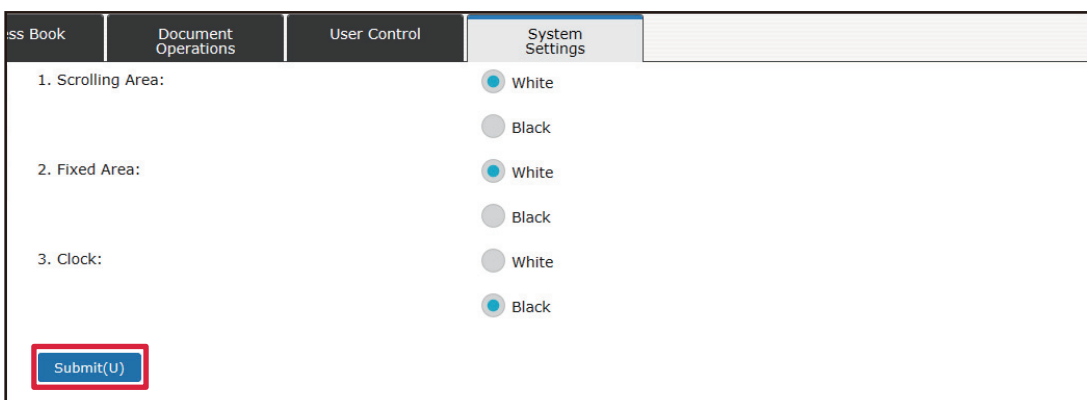 ss Book
Document
Operations
User Control
System
Settings
1. Scrolling Area:
White
Black
2. Fixed Area:
White
Black
3. Clock:
White
Black
Submit(U)